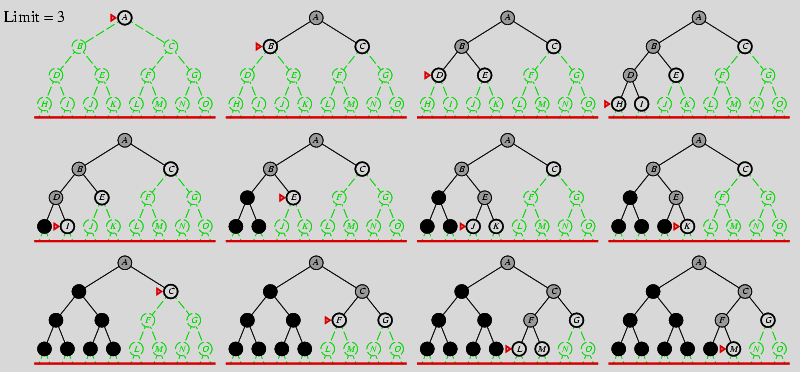 Limit = 3
A A A A
B C B C B C B C
D E F G D E F G D E F G D E F G
H I J K L M N O H I J K L M N O H I J K L M N O H I J K L M N O
A A A A
B C B C B C B C
D E F G E F G E F G E F G
I J K L M N O J K L M N O J K L M N O K L M N O
A A A A
C C C C
F G F G F G F G
L M N O L M N O L M N O M N O